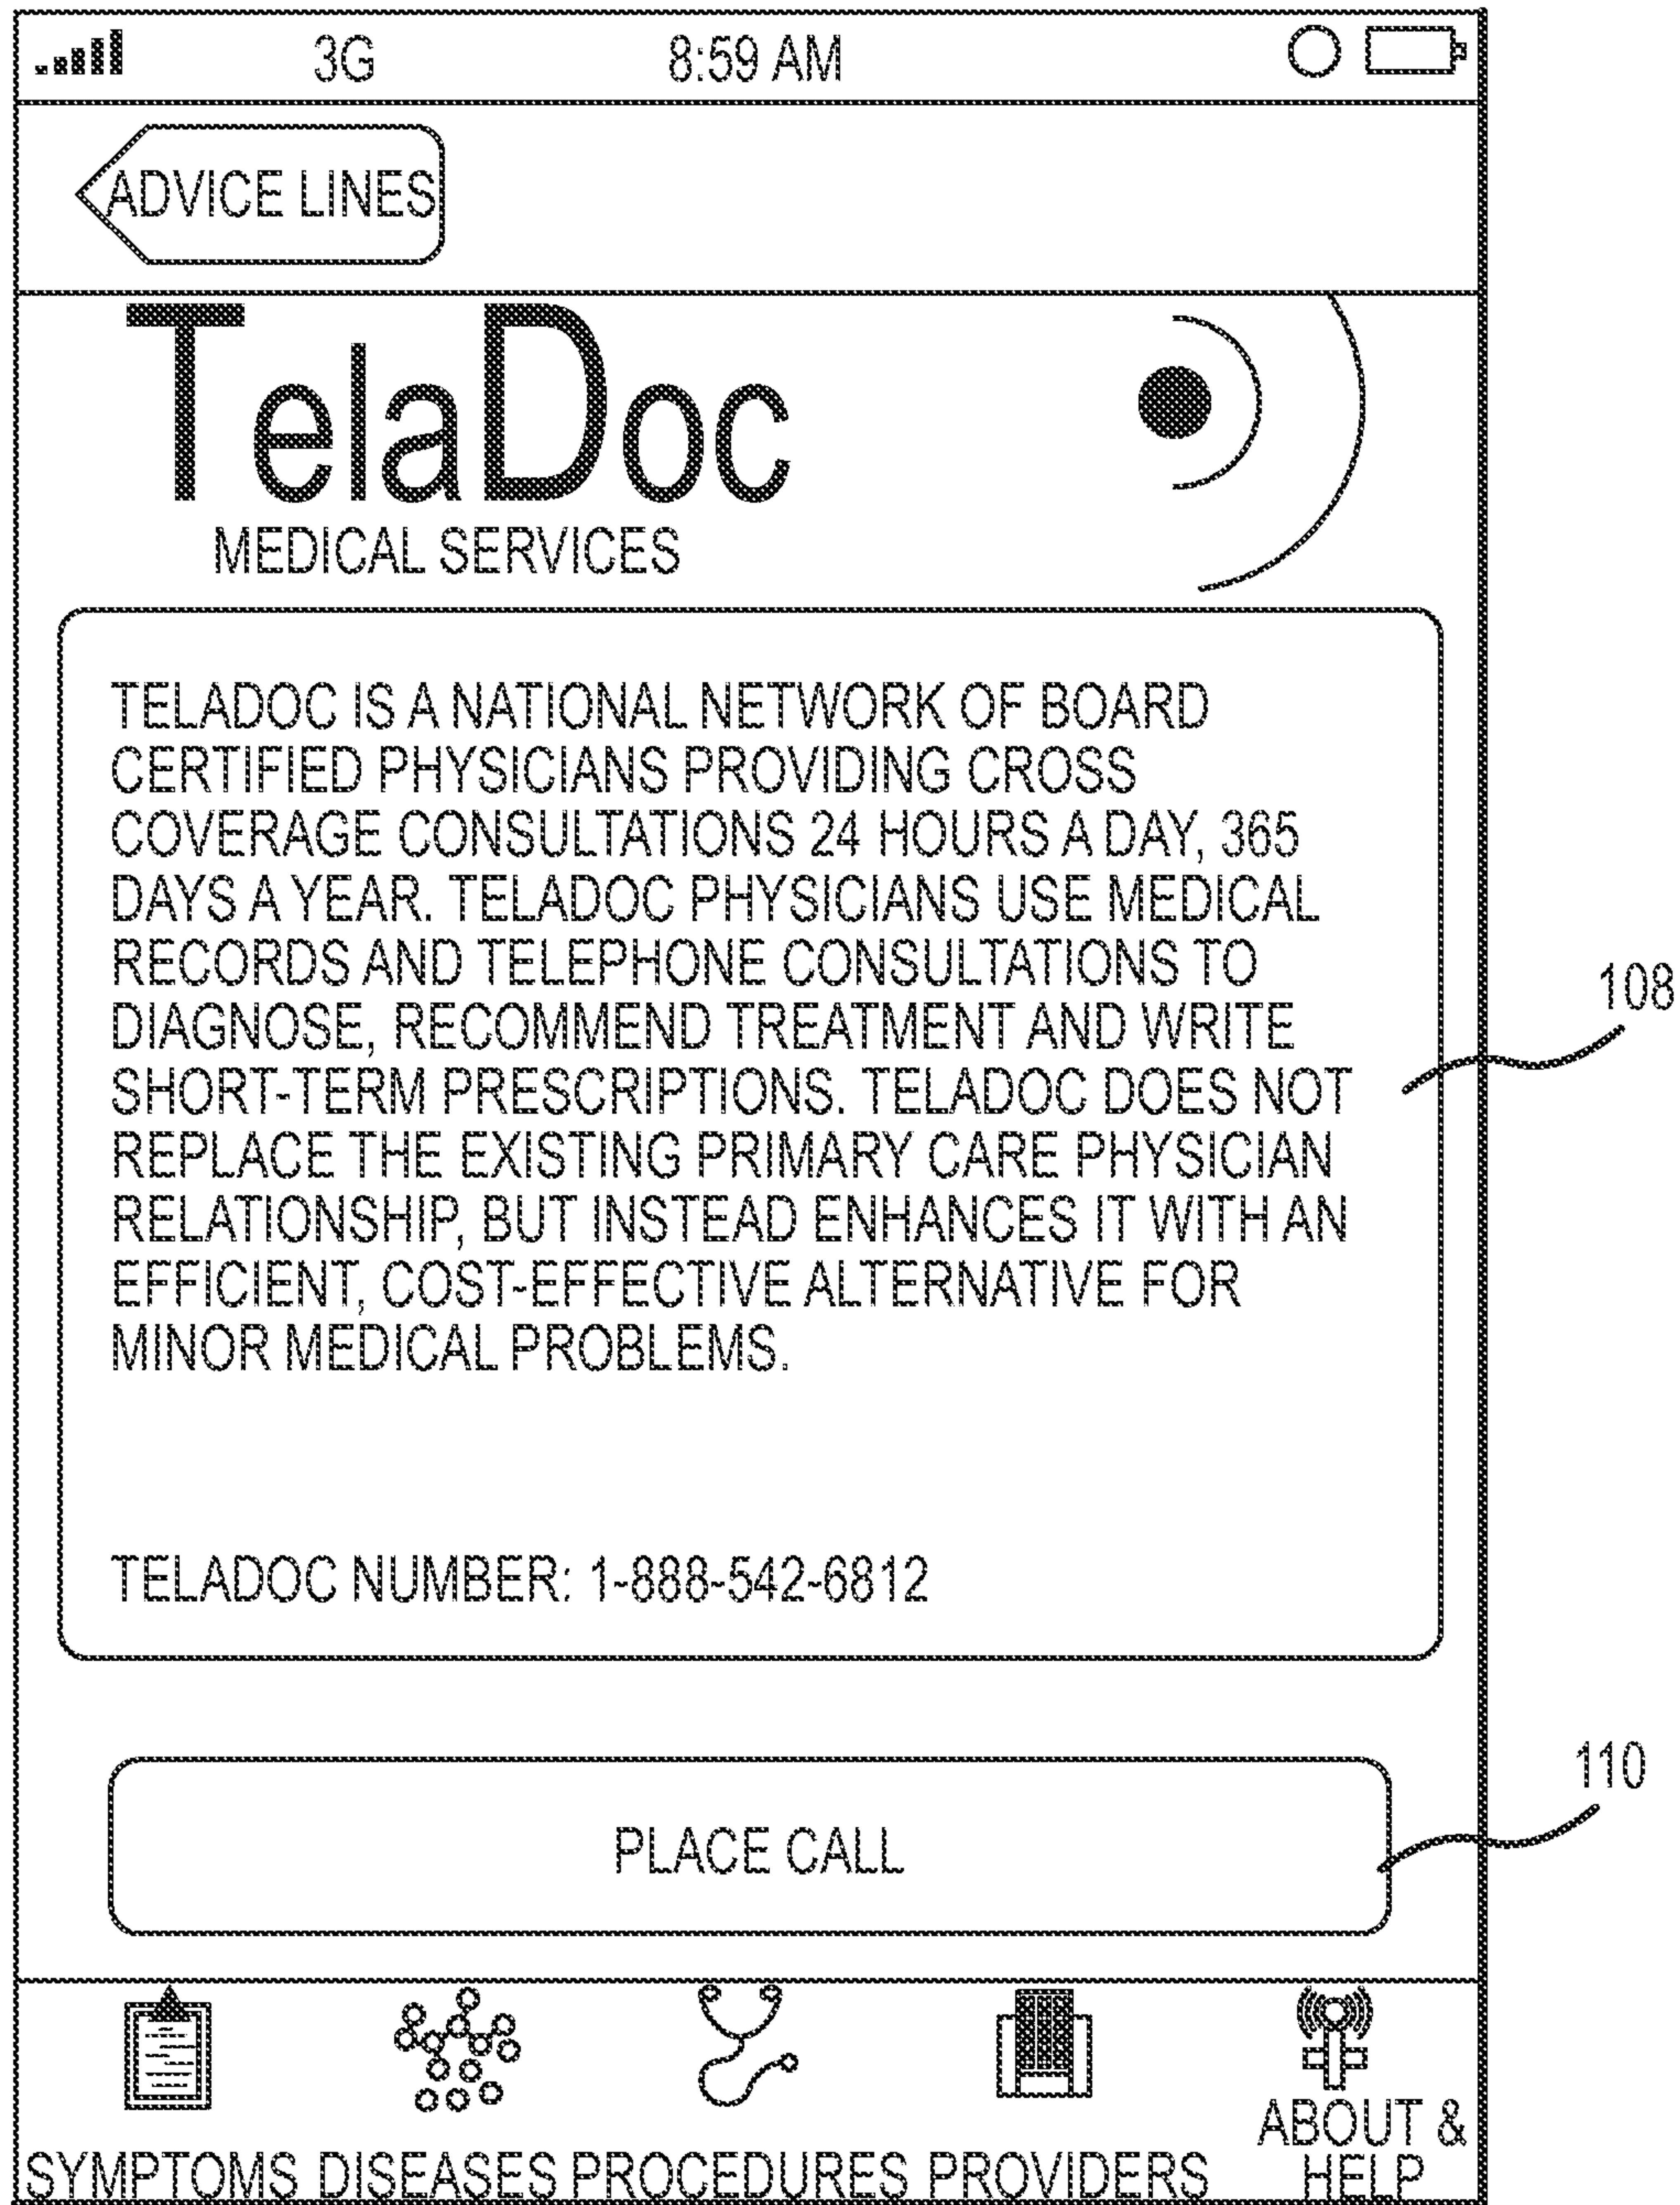 3G 8:59 AM
ADVICE LINES
TelaDoc
MEDICAL SERVICES
TELADOC IS A NATIONAL NETWORK OF BOARD
CERTIFIED PHYSICIANS PROVIDING CROSS
COVERAGE CONSULTATIONS 24 HOURS A DAY, 365
DAYS A YEAR. TELADOC PHYSICIANS USE MEDICAL
RECORDS AND TELEPHONE CONSULTATIONS TO
DIAGNOSE, RECOMMEND TREATMENT AND WRITE
SHORT-TERM PRESCRIPTIONS. TELADOC DOES NOT
REPLACE THE EXISTING PRIMARY CARE PHYSICIAN
RELATIONSHIP, BUT INSTEAD ENHANCES IT WITH AN
EFFICIENT, COST-EFFECTIVE ALTERNATIVE FOR
MINOR MEDICAL PROBLEMS.
108
TELADOC NUMBER: 1-888-542-6812
PLACE CALL
110
SYMPTOMS DISEASES PROCEDURES PROVIDERS
ABOUT &
HELP